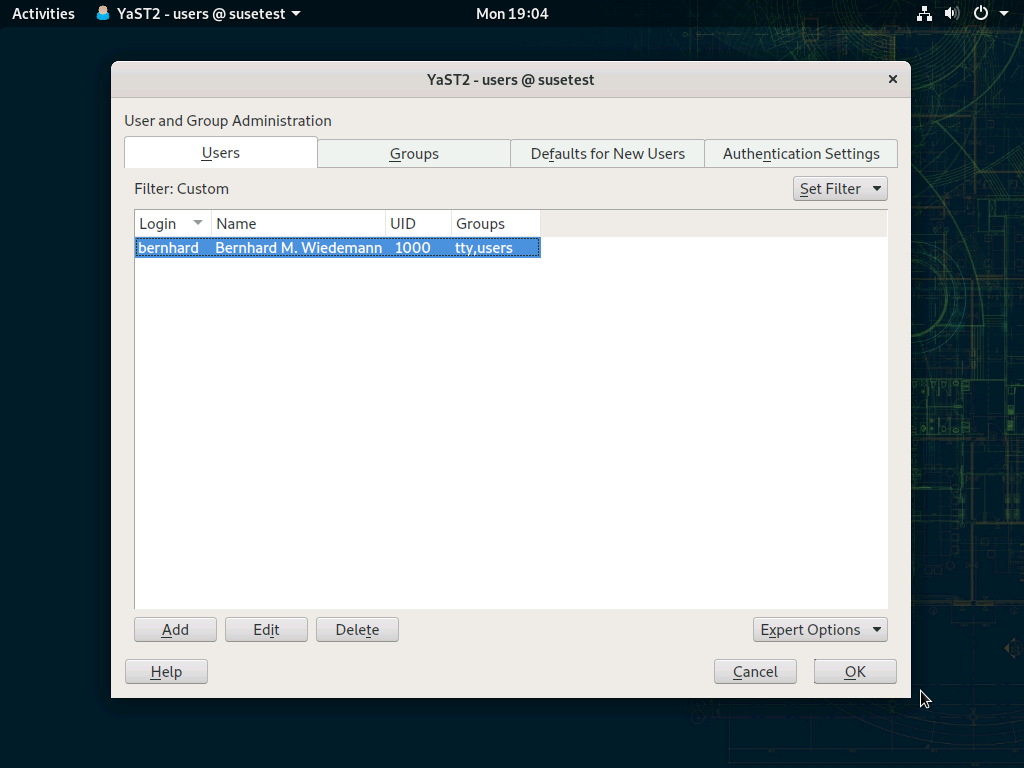 Activities YaST2 - users @ susetest Mon 19:04
YaST2 - users @ susetest
User and Group Administration
Users Groups Defaults for New Users Authentication Settings
Filter: Custom Set Filter
Login Name UID Groups
bernhard Bernhard M. Wiedemann 1000 tty,users
Add Edit Delete Expert Options
Help Cancel OK